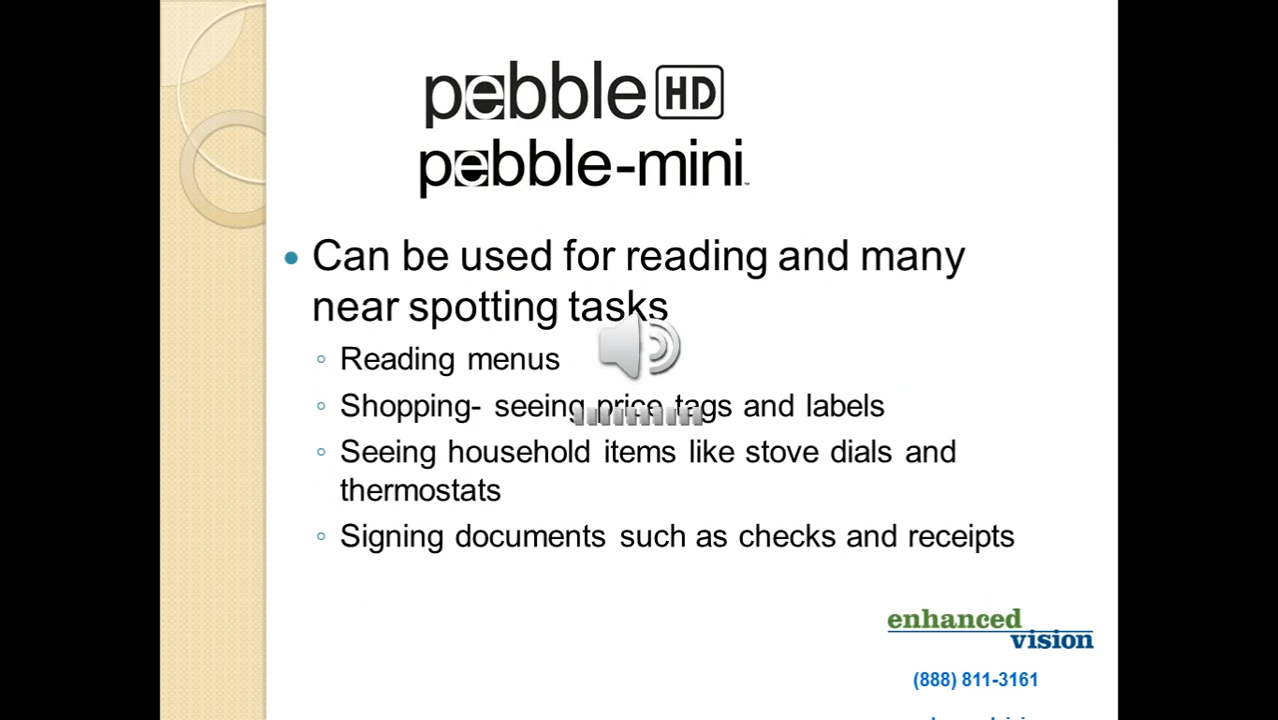 pebble HD
pebble-mini™
• Can be used for reading and many
near spotting tasks
◦ Reading menus
◦ Shopping- seeing price tags and labels
◦ Seeing household items like stove dials and
thermostats
◦ Signing documents such as checks and receipts
enhanced
vision
(888) 811-3161